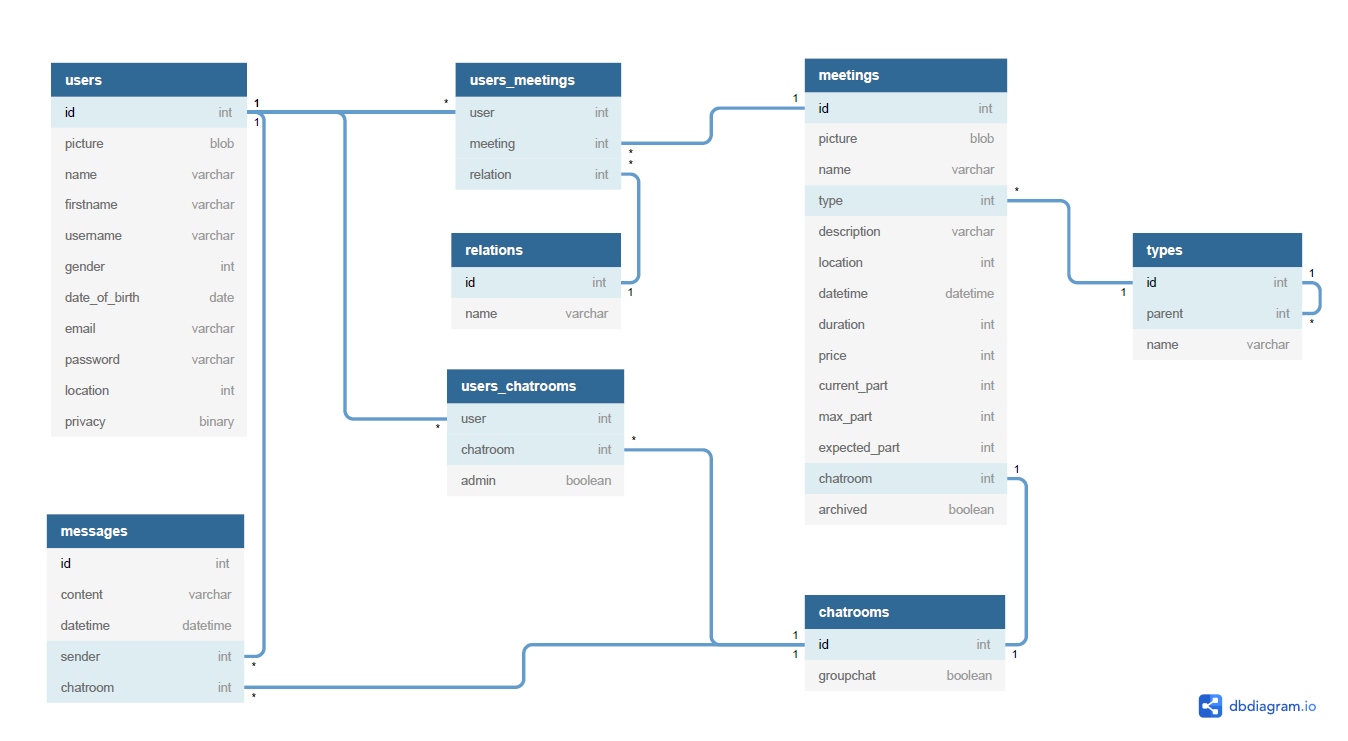 users
id int
picture blob
name varchar
firstname varchar
username varchar
gender int
date_of_birth date
email varchar
password varchar
location int
privacy binary
messages
id int
content varchar
datetime datetime
sender int
chatroom int
users_meetings
user int
meeting int
relation int
relations
id int
name varchar
users_chatrooms
user int
chatroom int
admin boolean
meetings
id int
picture blob
name varchar
type int
description varchar
location int
datetime datetime
duration int
price int
current_part int
max_part int
expected_part int
chatroom int
archived boolean
chatrooms
id int
groupchat boolean
types
id int
parent int
name varchar
1
1
*
*
*
*
1
*
*
1
*
1
1
*
1
1
1
1
*
*
dbdiagram.io